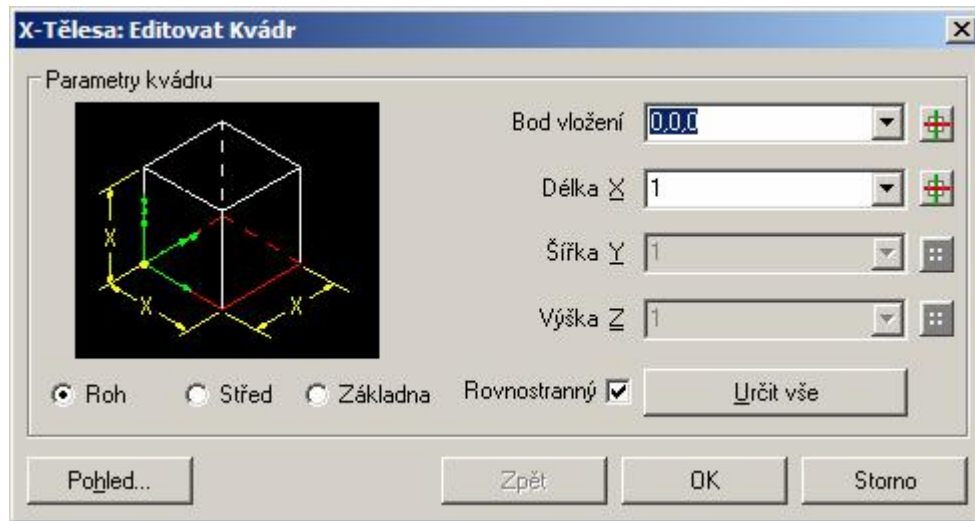 X-Tělesa: Editovat Kvádr
Parametry kvádru
X
X
X
Bod vložení 0,0,0
Délka X 1
Šířka Y 1
Výška Z 1
Roh Střed Základna Rovnostranný Určit vše
Pohled... Zpět OK Storno